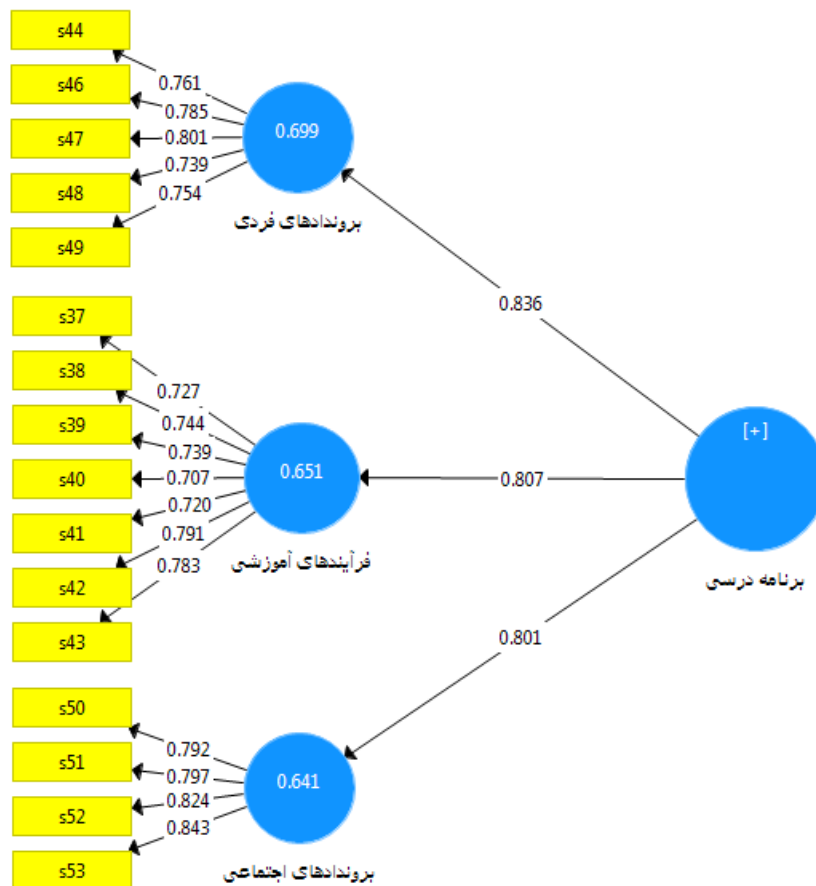 s44
s46
s47
s48
s49
0.761
0.785
0.801
0.739
0.754
0.699
بروندادهای فردی
0.836
s37
s38
s39
s40
s41
s42
s43
0.727
0.744
0.739
0.707
0.720
0.791
0.783
0.651
فرآیندهای آموزشی
0.807
[+]
برنامه درسی
0.801
s50
s51
s52
s53
0.792
0.797
0.824
0.843
0.641
بروندادهای اجتماعی